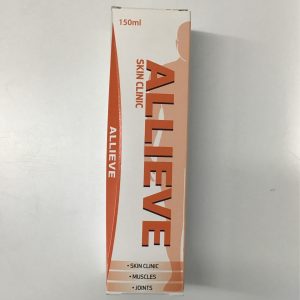 150ml
ALLIEVE
SKIN CLINIC
ALLIEVE
• SKIN CLINIC
• MUSCLES
• JOINTS